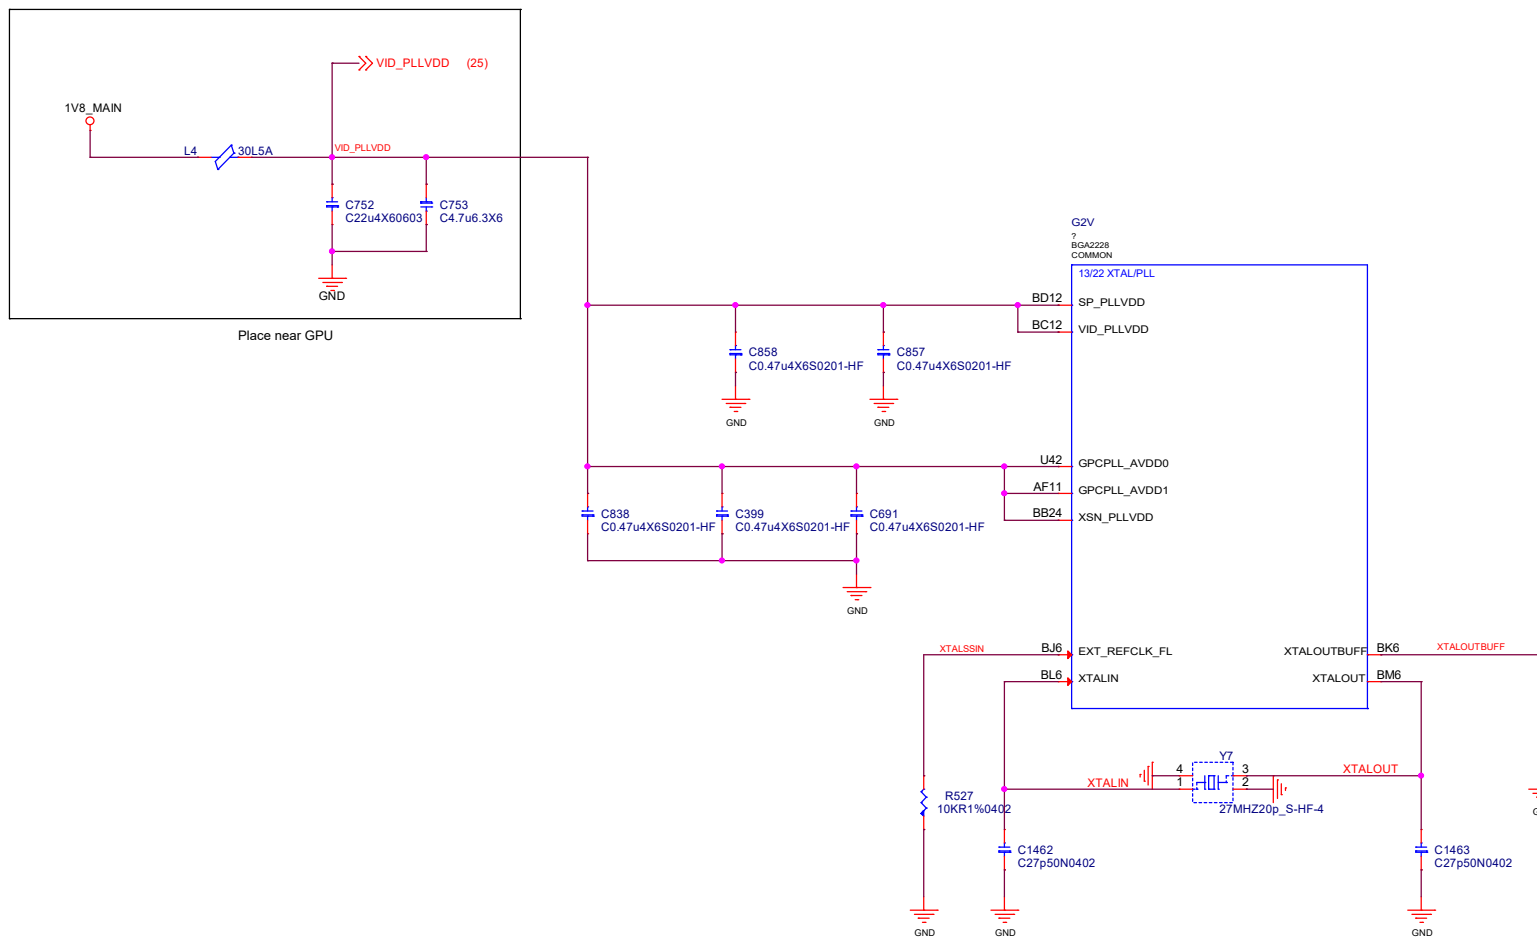 VID_PLLVDD (25)
1V8_MAIN
L4 30L5A
VID_PLLVDD
C752
C22u4X60603
C753
C4.7u6.3X6
GND
Place near GPU
G2V
?
BGA2228
COMMON
13/22 XTAL/PLL
BD12 SP_PLLVDD
BC12 VID_PLLVDD
C858
C0.47u4X6S0201-HF
C857
C0.47u4X6S0201-HF
GND
GND
U42 GPCPLL_AVDD0
AF11 GPCPLL_AVDD1
BB24 XSN_PLLVDD
C838
C0.47u4X6S0201-HF
C399
C0.47u4X6S0201-HF
C691
C0.47u4X6S0201-HF
GND
XTALSSIN BJ6 EXT_REFCLK_FL
BL6 XTALIN
XTALOUTBUFF BK6 XTALOUTBUFF
XTALOUT BM6
Y7
4 3
1 2
XTALIN
XTALOUT
27MHZ20p_S-HF-4
R527
10KR1%0402
C1462
C27p50N0402
C1463
C27p50N0402
GND
GND
GND